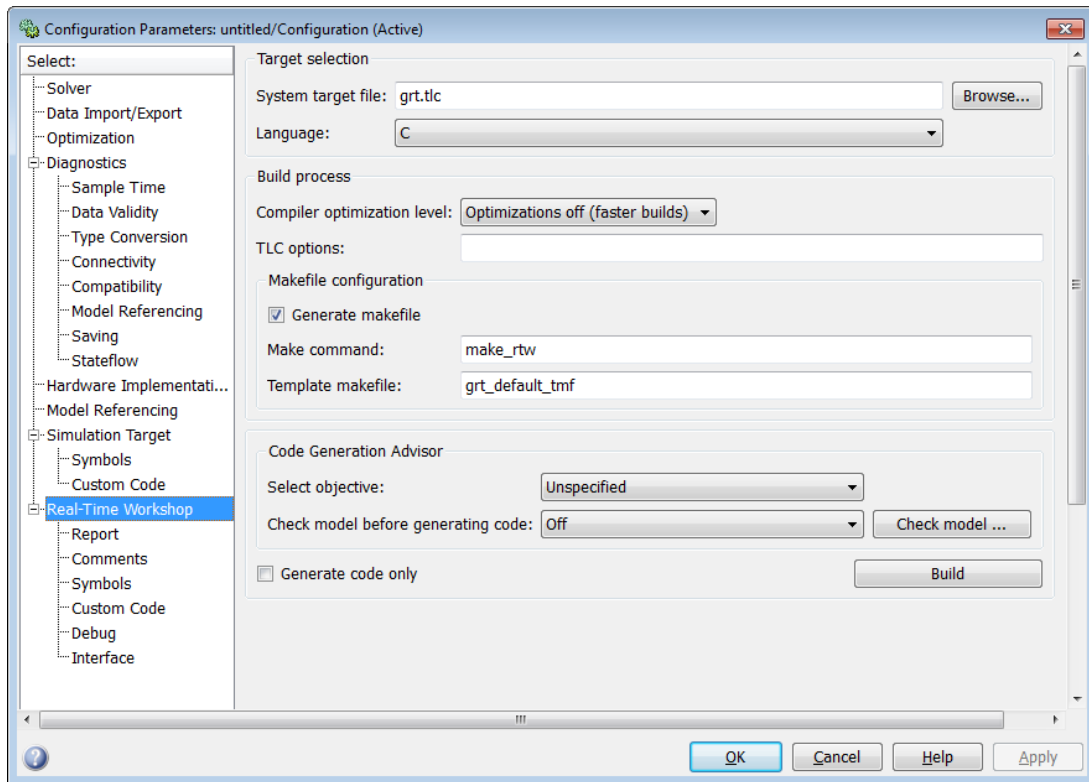 Configuration Parameters: untitled/Configuration (Active)
Select:
Solver
Data Import/Export
Optimization
Diagnostics
Sample Time
Data Validity
Type Conversion
Connectivity
Compatibility
Model Referencing
Saving
Stateflow
Hardware Implementati...
Model Referencing
Simulation Target
Symbols
Custom Code
Real-Time Workshop
Report
Comments
Symbols
Custom Code
Debug
Interface
Target selection
System target file: grt.tlc Browse...
Language: C
Build process
Compiler optimization level: Optimizations off (faster builds)
TLC options:
Makefile configuration
Generate makefile
Make command: make_rtw
Template makefile: grt_default_tmf
Code Generation Advisor
Select objective: Unspecified
Check model before generating code: Off Check model ...
Generate code only Build
OK Cancel Help Apply